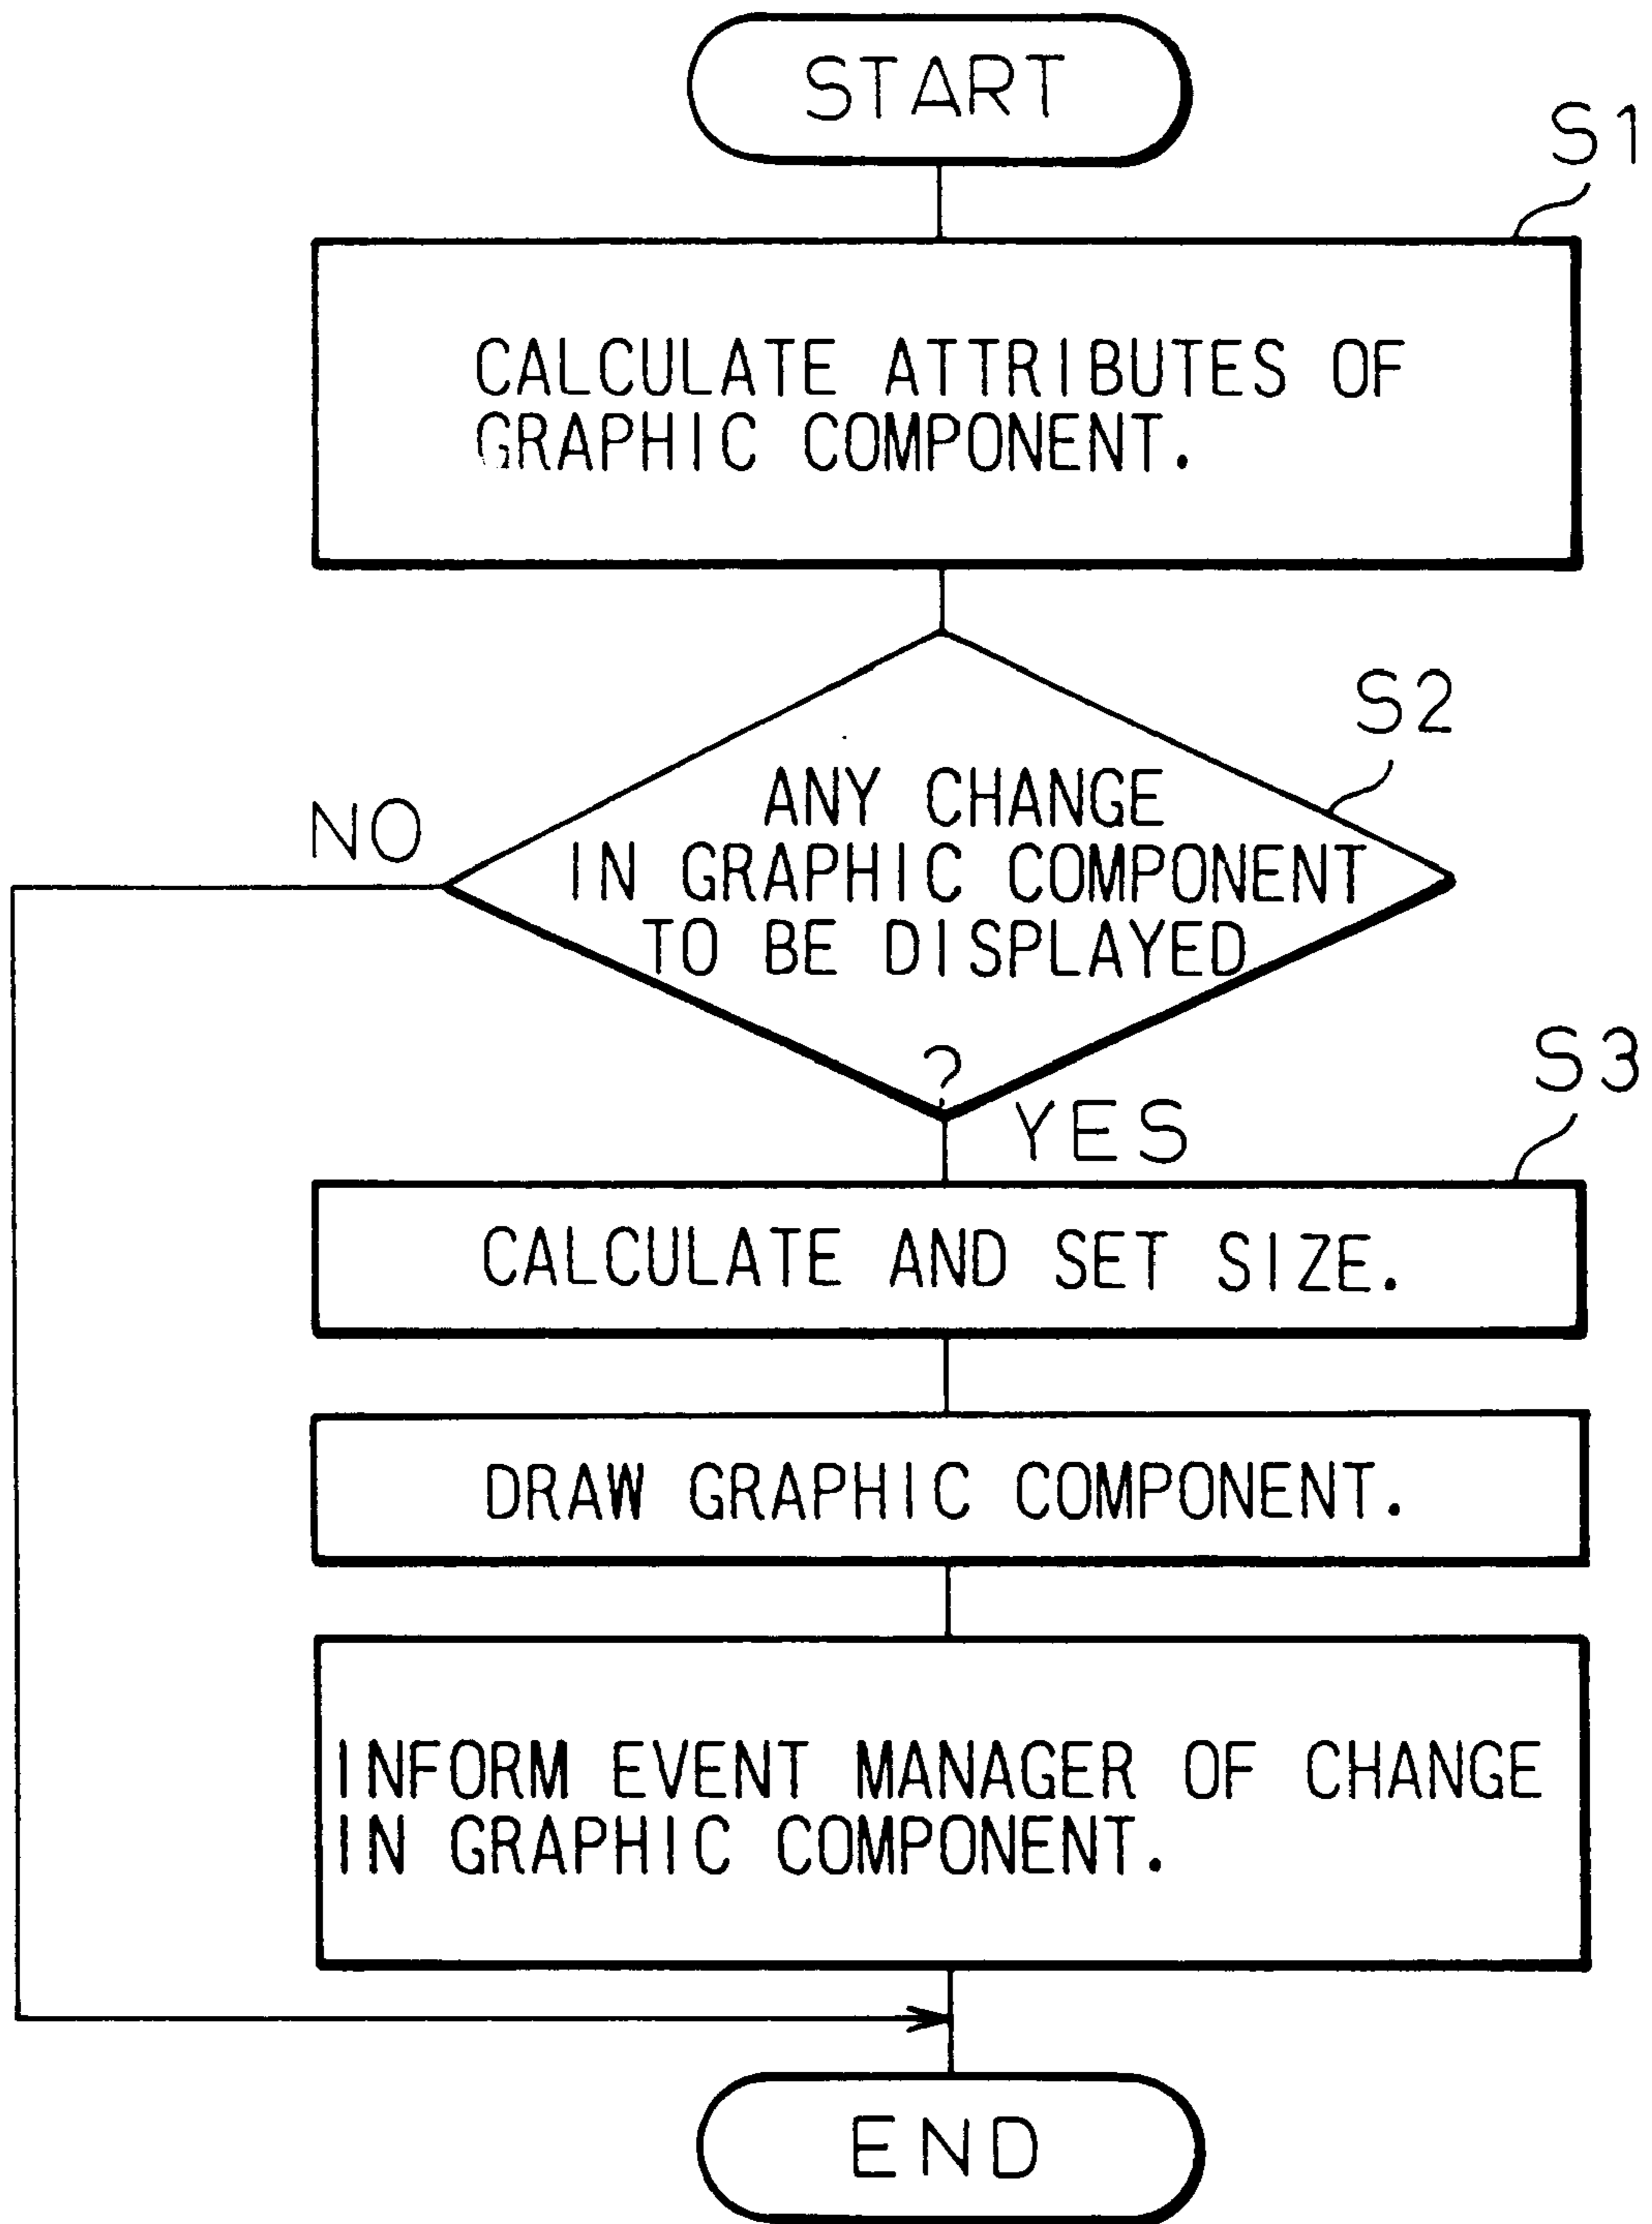 START
S1
CALCULATE ATTRIBUTES OF
GRAPHIC COMPONENT.
S2
NO
ANY CHANGE
IN GRAPHIC COMPONENT
TO BE DISPLAYED
?
YES
S3
CALCULATE AND SET SIZE.
DRAW GRAPHIC COMPONENT.
INFORM EVENT MANAGER OF CHANGE
IN GRAPHIC COMPONENT.
END